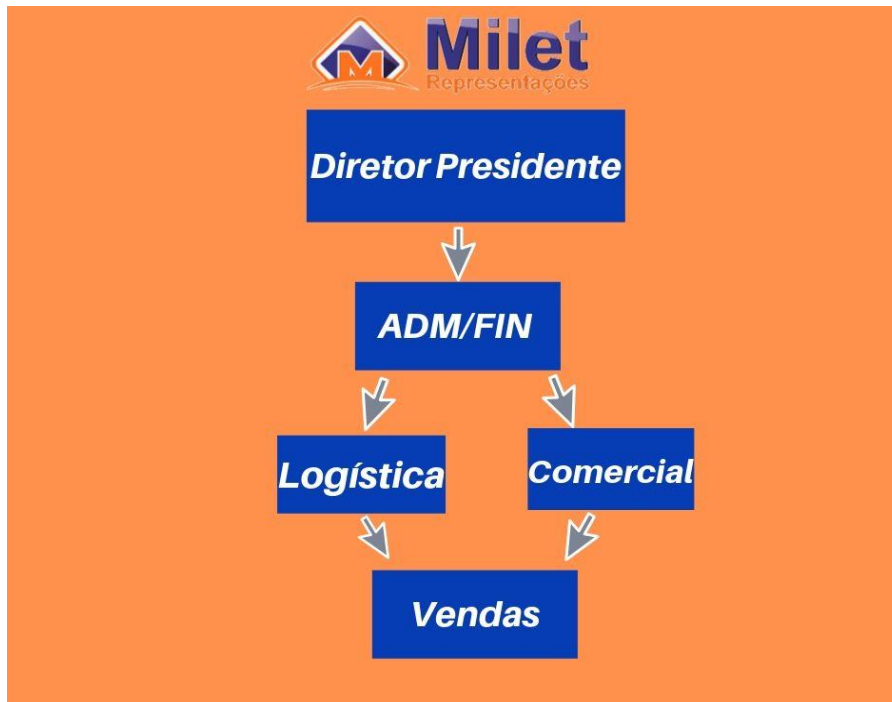 Milet
Representações
Diretor Presidente
ADM/FIN
Logística
Comercial
Vendas